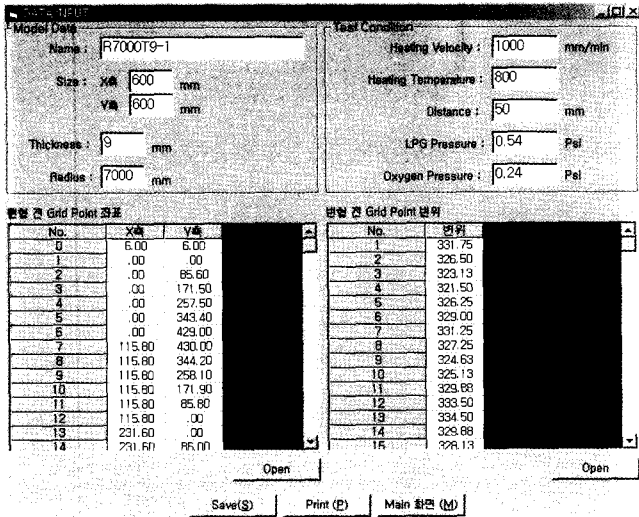 Model Data
Name : R7000T9-1
Size : X축 600 mm
Y축 600 mm
Thickness : 9 mm
Radius : 7000 mm
Test Condition
Heating Velocity : 1000 mm/min
Heating Temperature : 800
Distance : 50 mm
LPG Pressure : 0.54 Psi
Oxygen Pressure : 0.24 Psi
변형 전 Grid Point 좌표
No. X축 Y축
0 6.00 6.00
1 .00 .00
2 .00 85.60
3 .00 171.50
4 .00 257.50
5 .00 343.40
6 .00 429.00
7 115.80 430.00
8 115.80 344.20
9 115.80 258.10
10 115.80 171.90
11 115.80 85.80
12 115.80 .00
13 231.60 .00
14 231.60 86.00
Open
변형 전 Grid Point 변위
No. 변위
1 331.75
2 326.50
3 323.13
4 321.50
5 326.25
6 329.00
7 331.25
8 327.25
9 324.63
10 325.13
11 329.88
12 333.50
13 334.50
14 329.88
15 328.13
Open
Save(S) Print (P) Main 화면 (M)